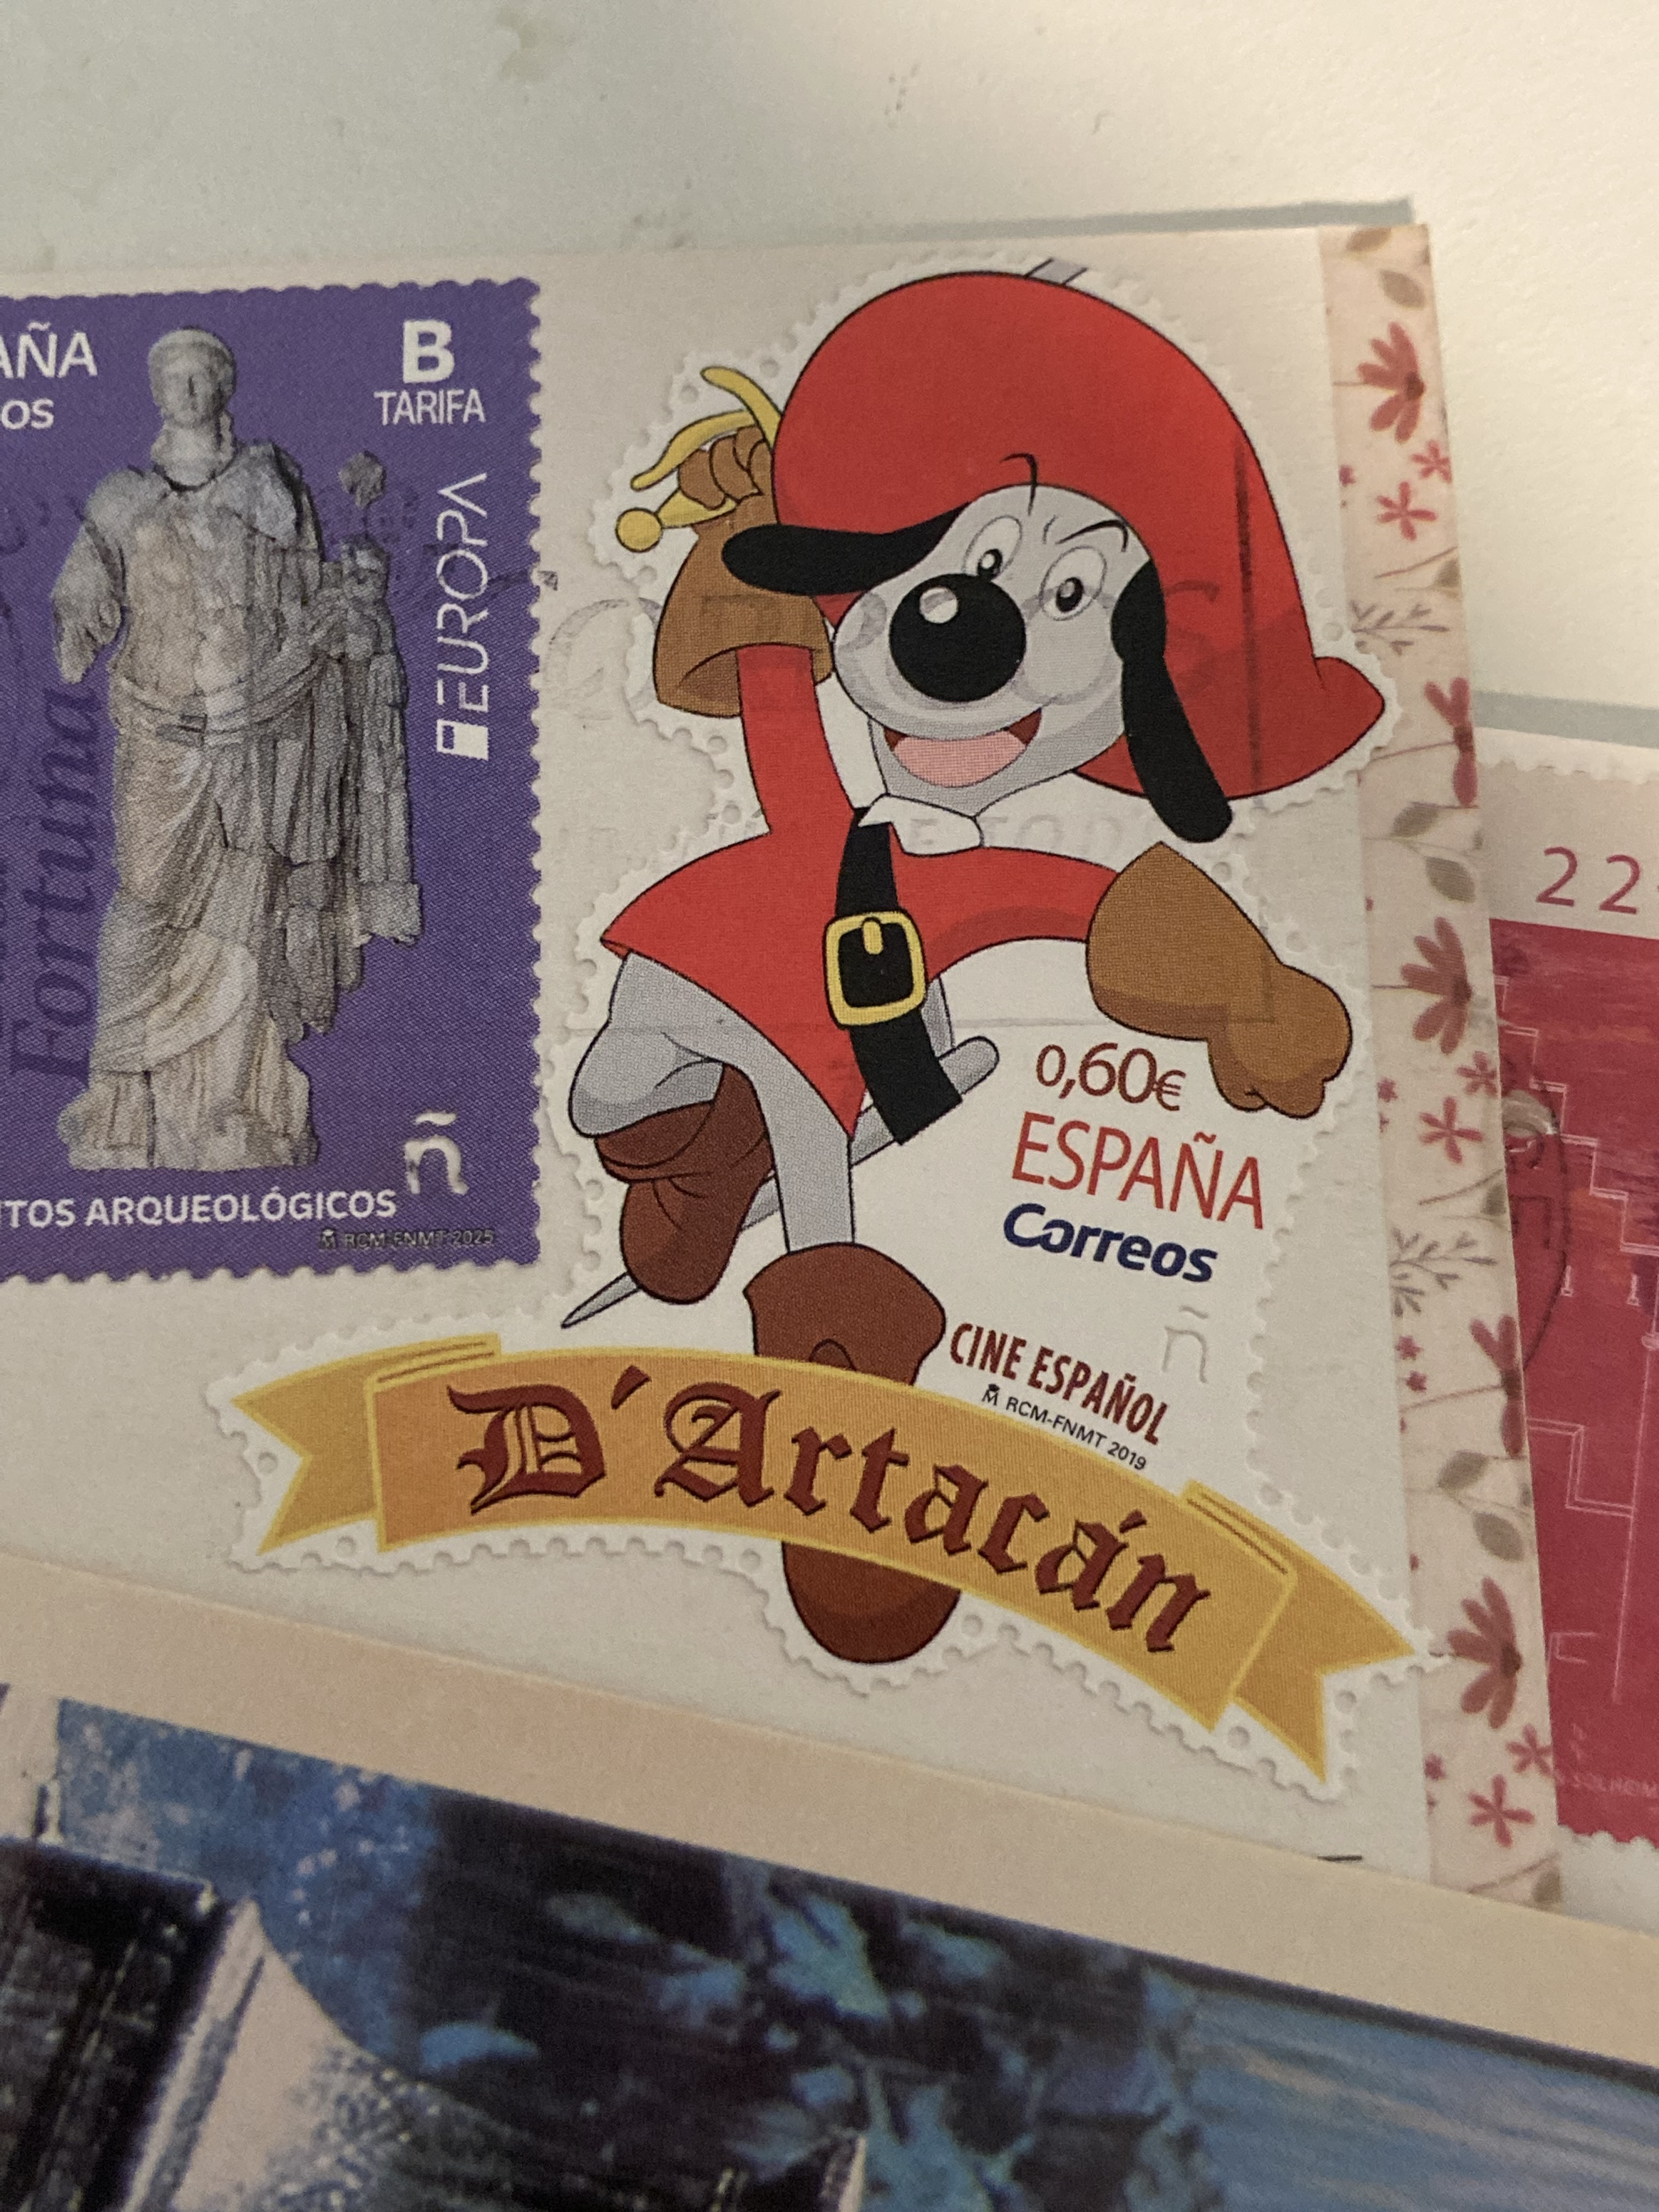 AÑA
OS
B
TARIFA
EUROPA
Fortuna
ñ
TOS ARQUEOLÓGICOS
RCM-FNMT 2025
0,60€
ESPAÑA
Correos
ñ
CINE ESPAÑOL
RCM-FNMT 2019
D'Artacán
22